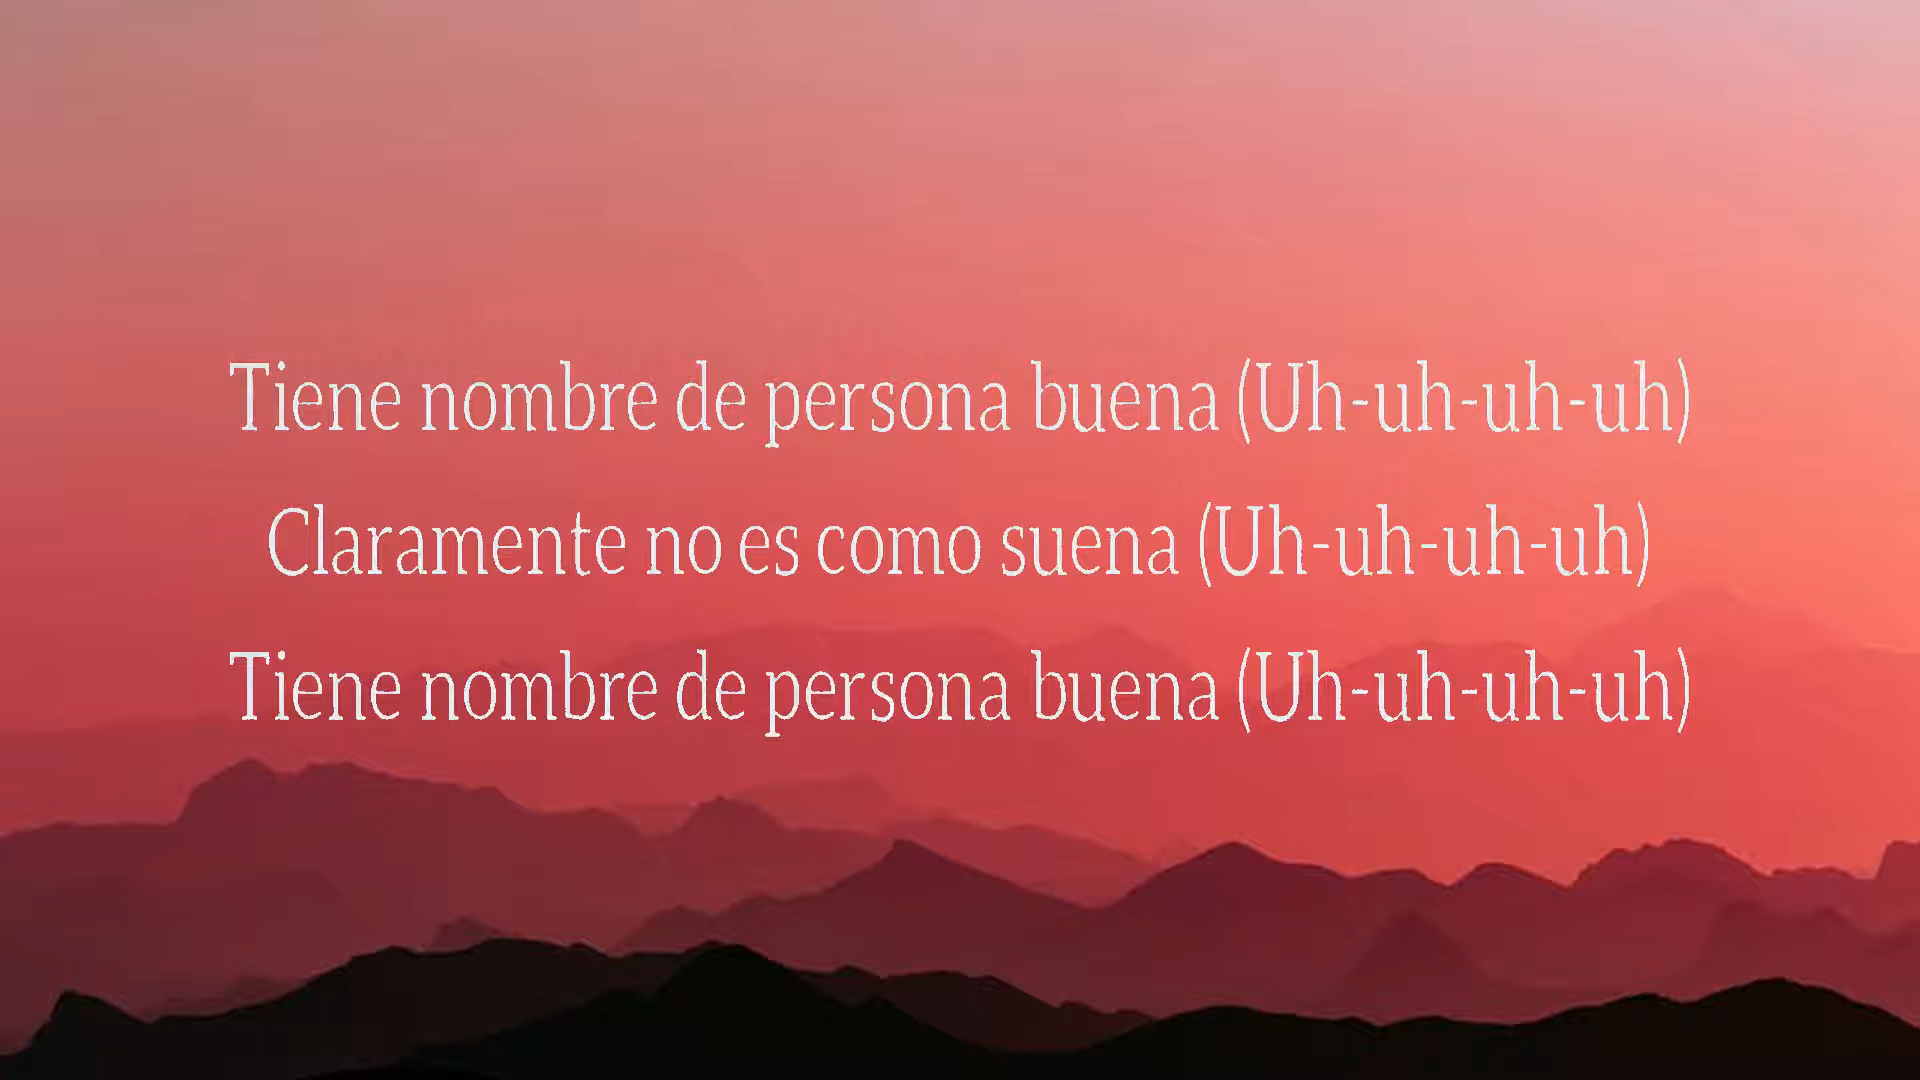 Tiene nombre de persona buena (Uh-uh-uh-uh)
Claramente no es como suena (Uh-uh-uh-uh)
Tiene nombre de persona buena (Uh-uh-uh-uh)